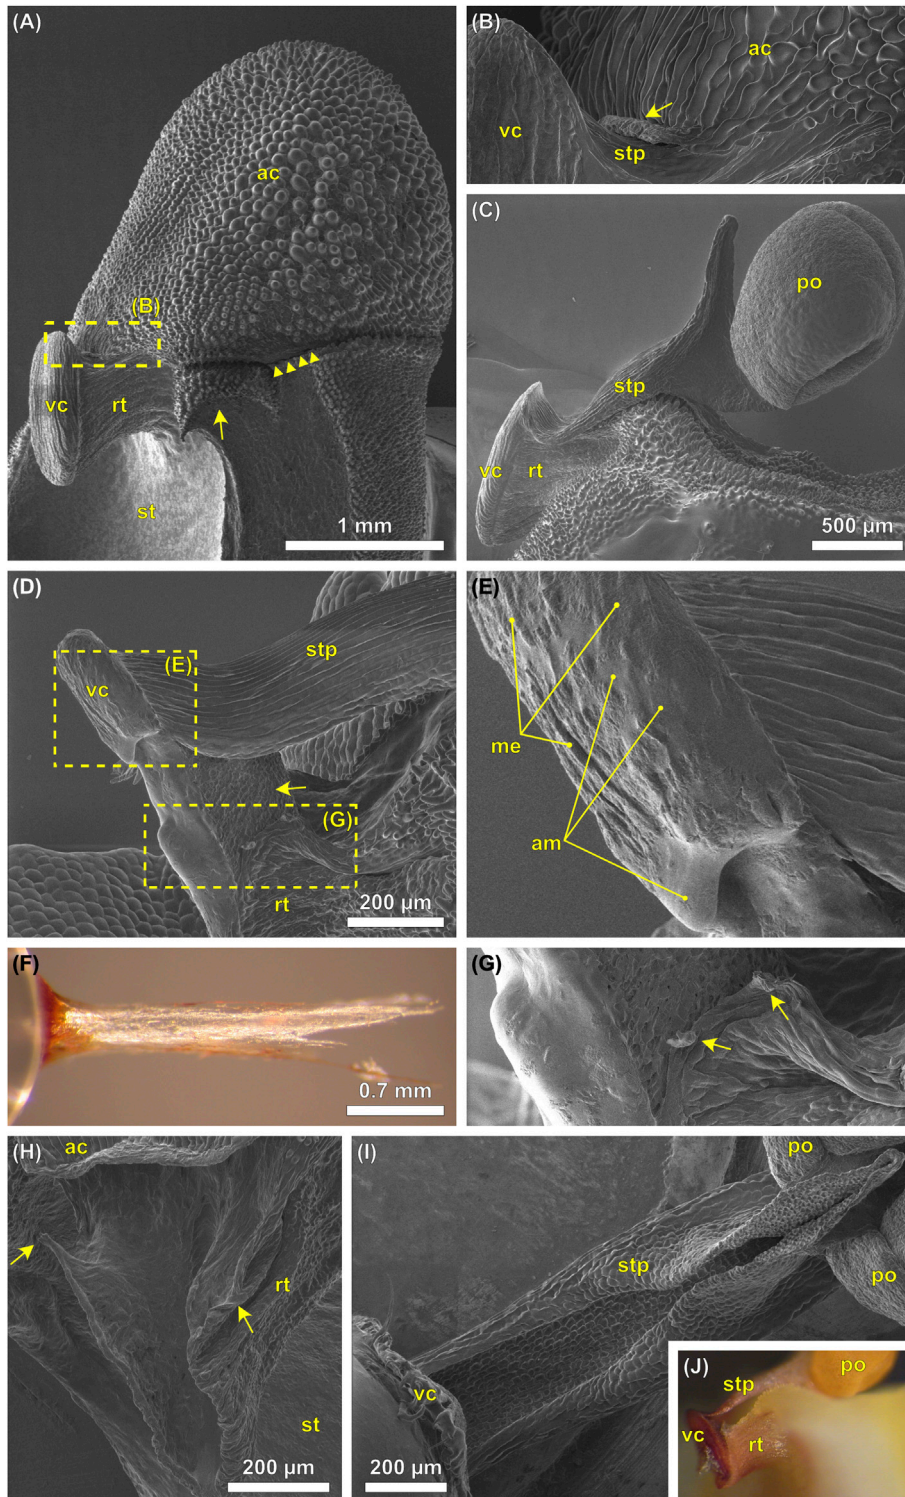 (A)
ac
(B)
vc
rt
st
1 mm
(B)
ac
vc
stp
(C)
po
stp
vc
rt
500 µm
(D)
stp
(E)
vc
(G)
rt
200 µm
(E)
me
am
(F)
0.7 mm
(G)
(H)
ac
rt
st
200 µm
(I)
po
stp
po
vc
200 µm
(J)
po
stp
vc
rt